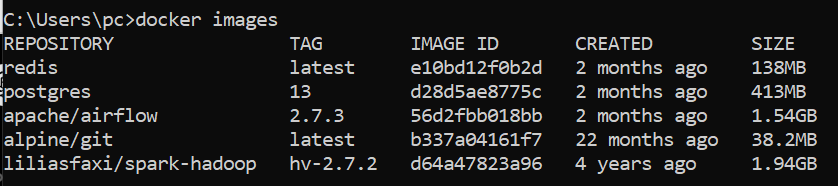 C:\Users\pc>docker images
REPOSITORY TAG IMAGE ID CREATED SIZE
redis latest e10bd12f0b2d 2 months ago 138MB
postgres 13 d28d5ae8775c 2 months ago 413MB
apache/airflow 2.7.3 56d2fbb018bb 2 months ago 1.54GB
alpine/git latest b337a04161f7 22 months ago 38.2MB
liliasfaxi/spark-hadoop hv-2.7.2 d64a47823a96 4 years ago 1.94GB